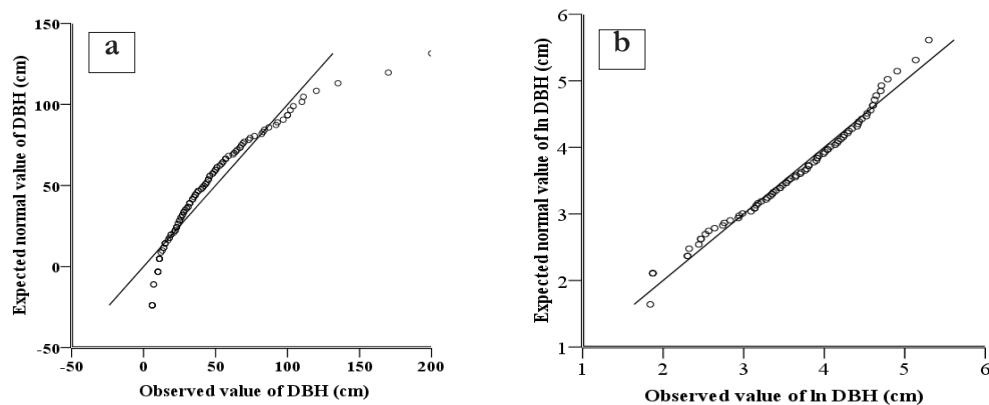 a
Expected normal value of DBH (cm)
150
100
50
0
-50
-50 0 50 100 150 200
Observed value of DBH (cm)
b
Expected normal value of ln DBH (cm)
6
5
4
3
2
1
1 2 3 4 5 6
Observed value of ln DBH (cm)